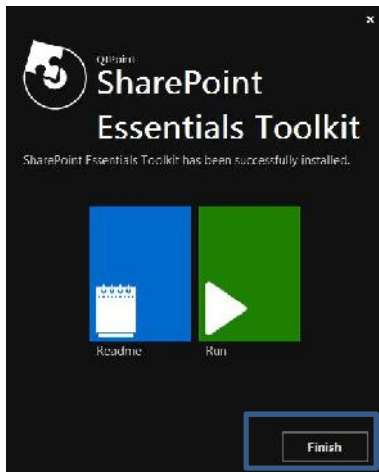 QiPoint
SharePoint
Essentials Toolkit
SharePoint Essentials Toolkit has been successfully installed.
Readme Run
Finish